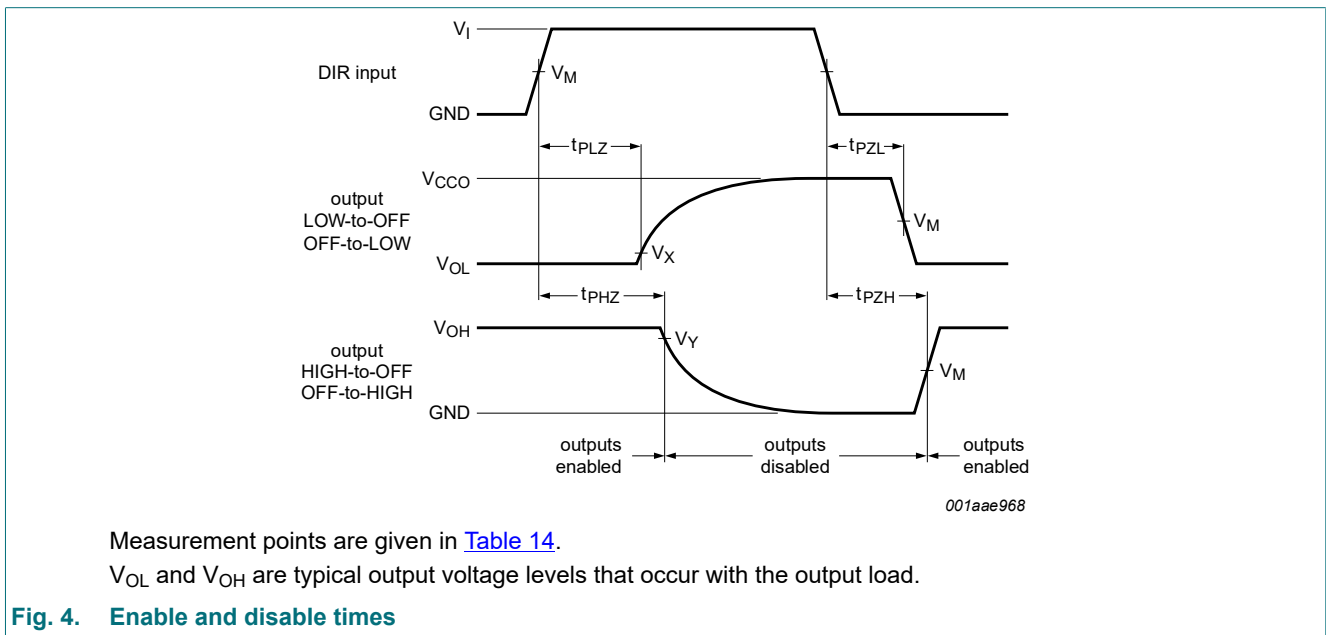 V_I
DIR input
V_M
GND
t_PLZ
t_PZL
V_CCO
output
LOW-to-OFF
OFF-to-LOW
V_M
V_X
V_OL
t_PHZ
t_PZH
V_OH
V_Y
output
HIGH-to-OFF
OFF-to-HIGH
V_M
GND
outputs
enabled
outputs
disabled
outputs
enabled
001aae968
Measurement points are given in Table 14.
V_OL and V_OH are typical output voltage levels that occur with the output load.
Fig. 4. Enable and disable times